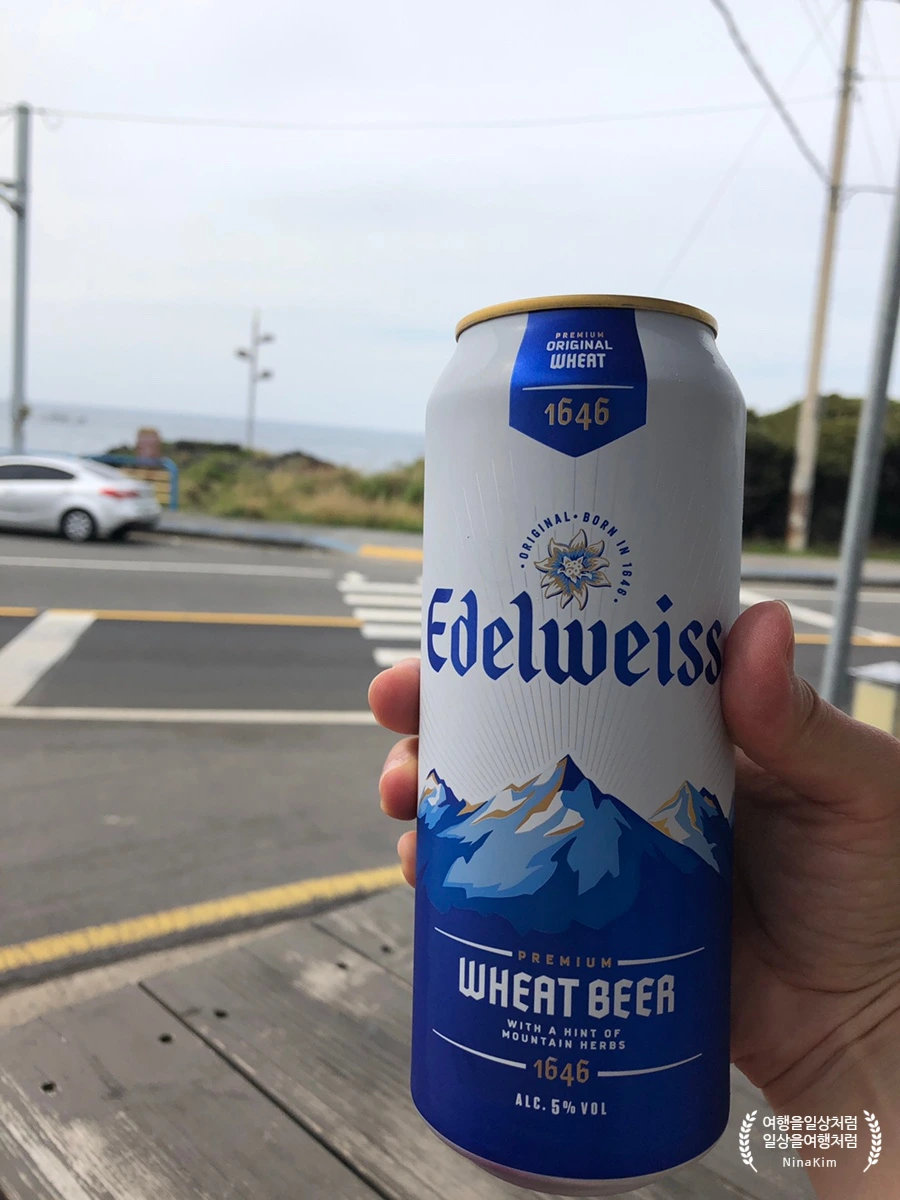 PREMIUM
ORIGINAL
WHEAT
1646
•ORIGINAL•BORN IN 1646•
Edelweiss
PREMIUM
WHEAT BEER
WITH A HINT OF
MOUNTAIN HERBS
1646
ALC. 5% VOL
여행을일상처럼
일상을여행처럼
NinaKim